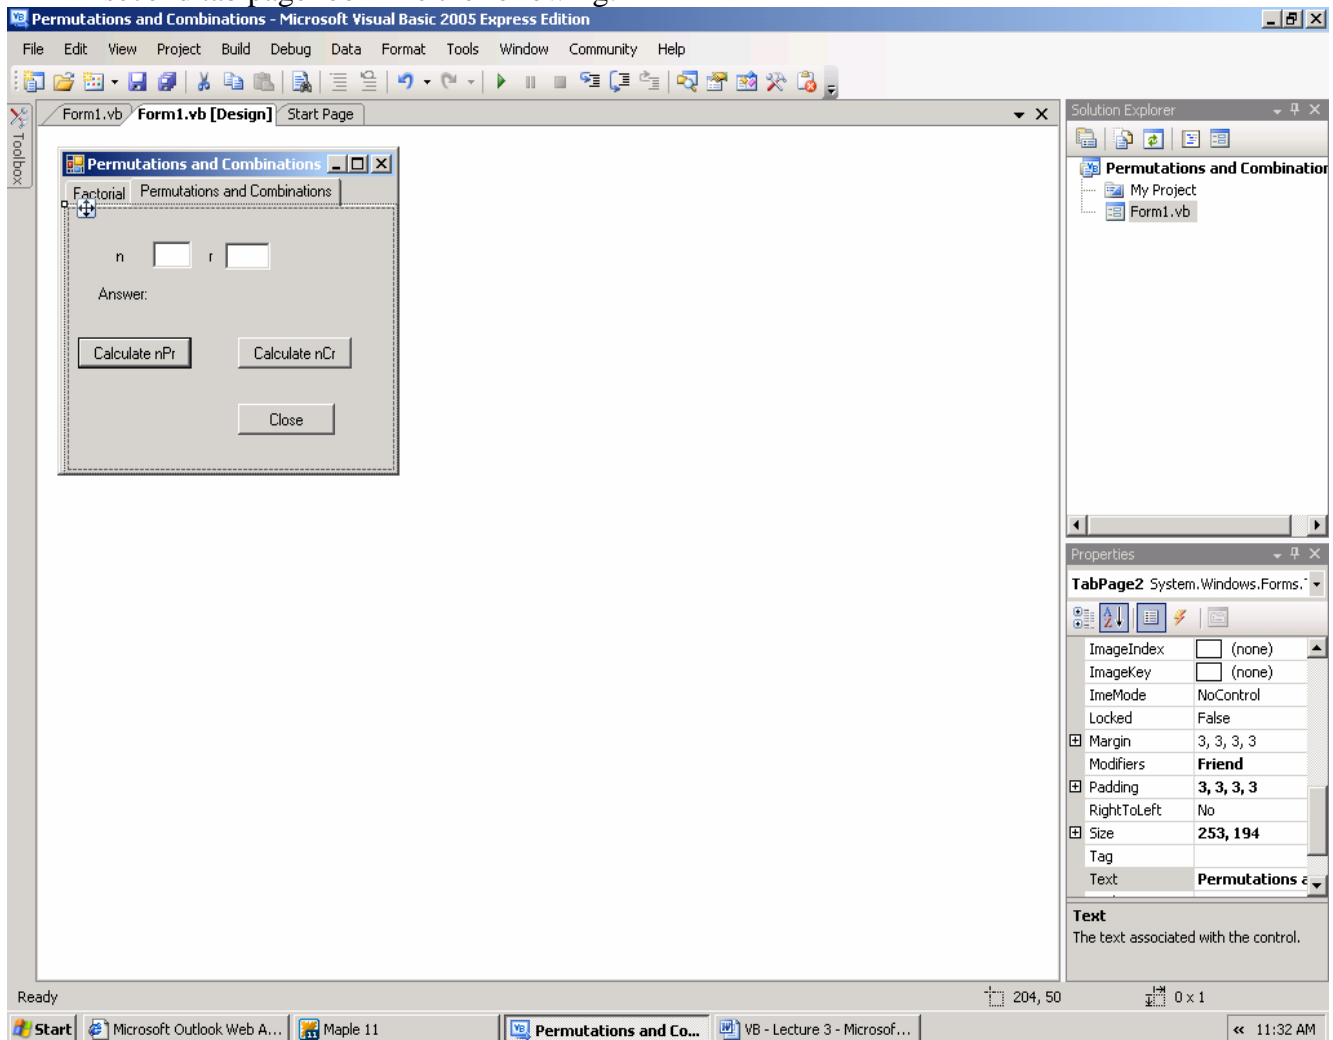 Permutations and Combinations - Microsoft Visual Basic 2005 Express Edition
File Edit View Project Build Debug Data Format Tools Window Community Help
Form1.vb Form1.vb [Design] Start Page
Toolbox
Permutations and Combinations
Factorial Permutations and Combinations
n r
Answer:
Calculate nPr Calculate nCr
Close
Solution Explorer
Permutations and Combination
My Project
Form1.vb
Properties
TabPage2 System.Windows.Forms.
ImageIndex (none)
ImageKey (none)
ImeMode NoControl
Locked False
Margin 3, 3, 3, 3
Modifiers Friend
Padding 3, 3, 3, 3
RightToLeft No
Size 253, 194
Tag
Text Permutations a
Text
The text associated with the control.
Ready 204, 50 0 x 1
Start Microsoft Outlook Web A... Maple 11 Permutations and Co... VB - Lecture 3 - Microsof... « 11:32 AM